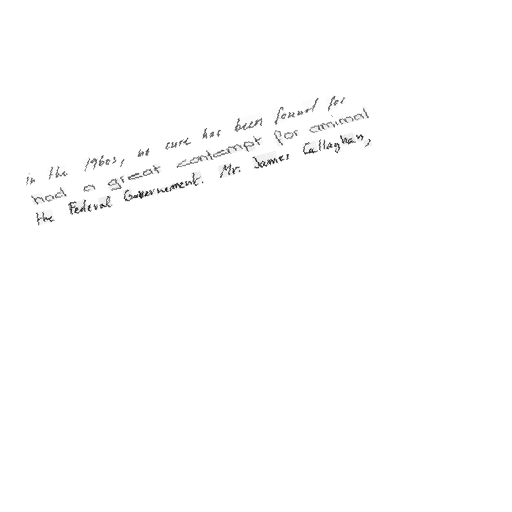 in the 1960s, no cure has been found for
had a great contempt for animal
the Federal Government. Mr. James Callaghan,